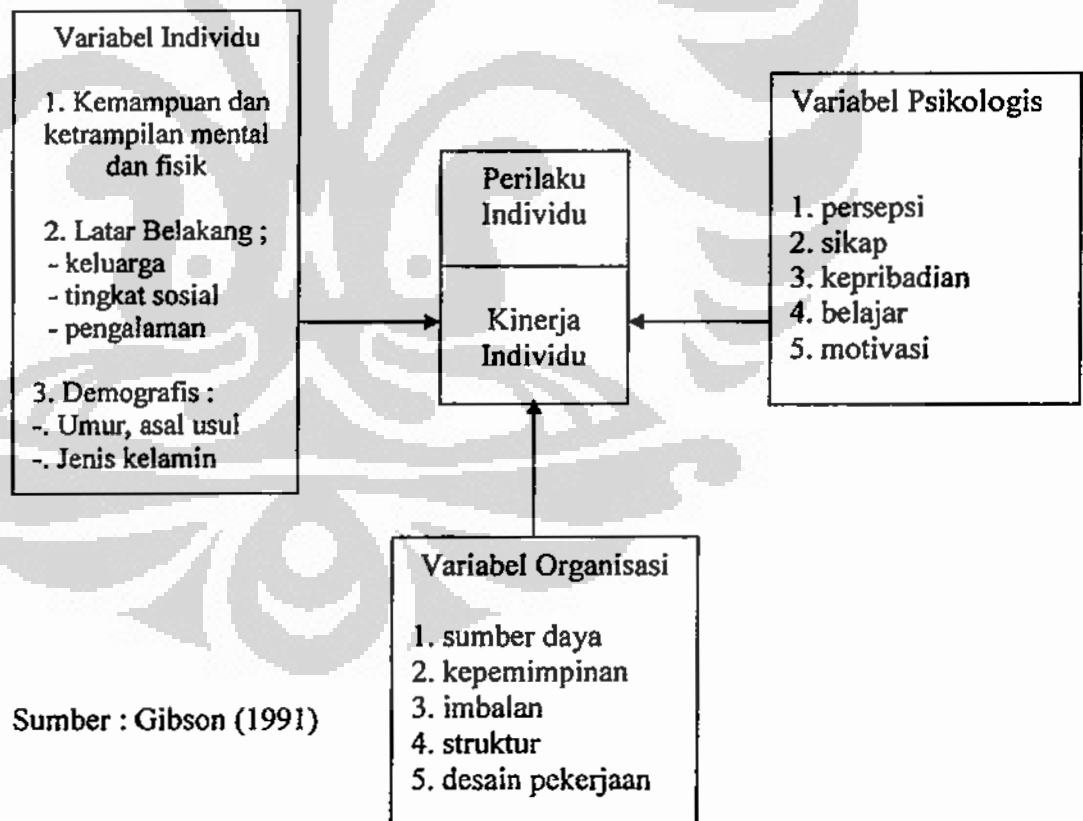 Variabel Individu
1. Kemampuan dan
ketrampilan mental
dan fisik
2. Latar Belakang ;
- keluarga
- tingkat sosial
- pengalaman
3. Demografis :
-. Umur, asal usul
-. Jenis kelamin
Perilaku
Individu
Kinerja
Individu
Variabel Psikologis
1. persepsi
2. sikap
3. kepribadian
4. belajar
5. motivasi
Variabel Organisasi
1. sumber daya
2. kepemimpinan
3. imbalan
4. struktur
5. desain pekerjaan
Sumber : Gibson (1991)